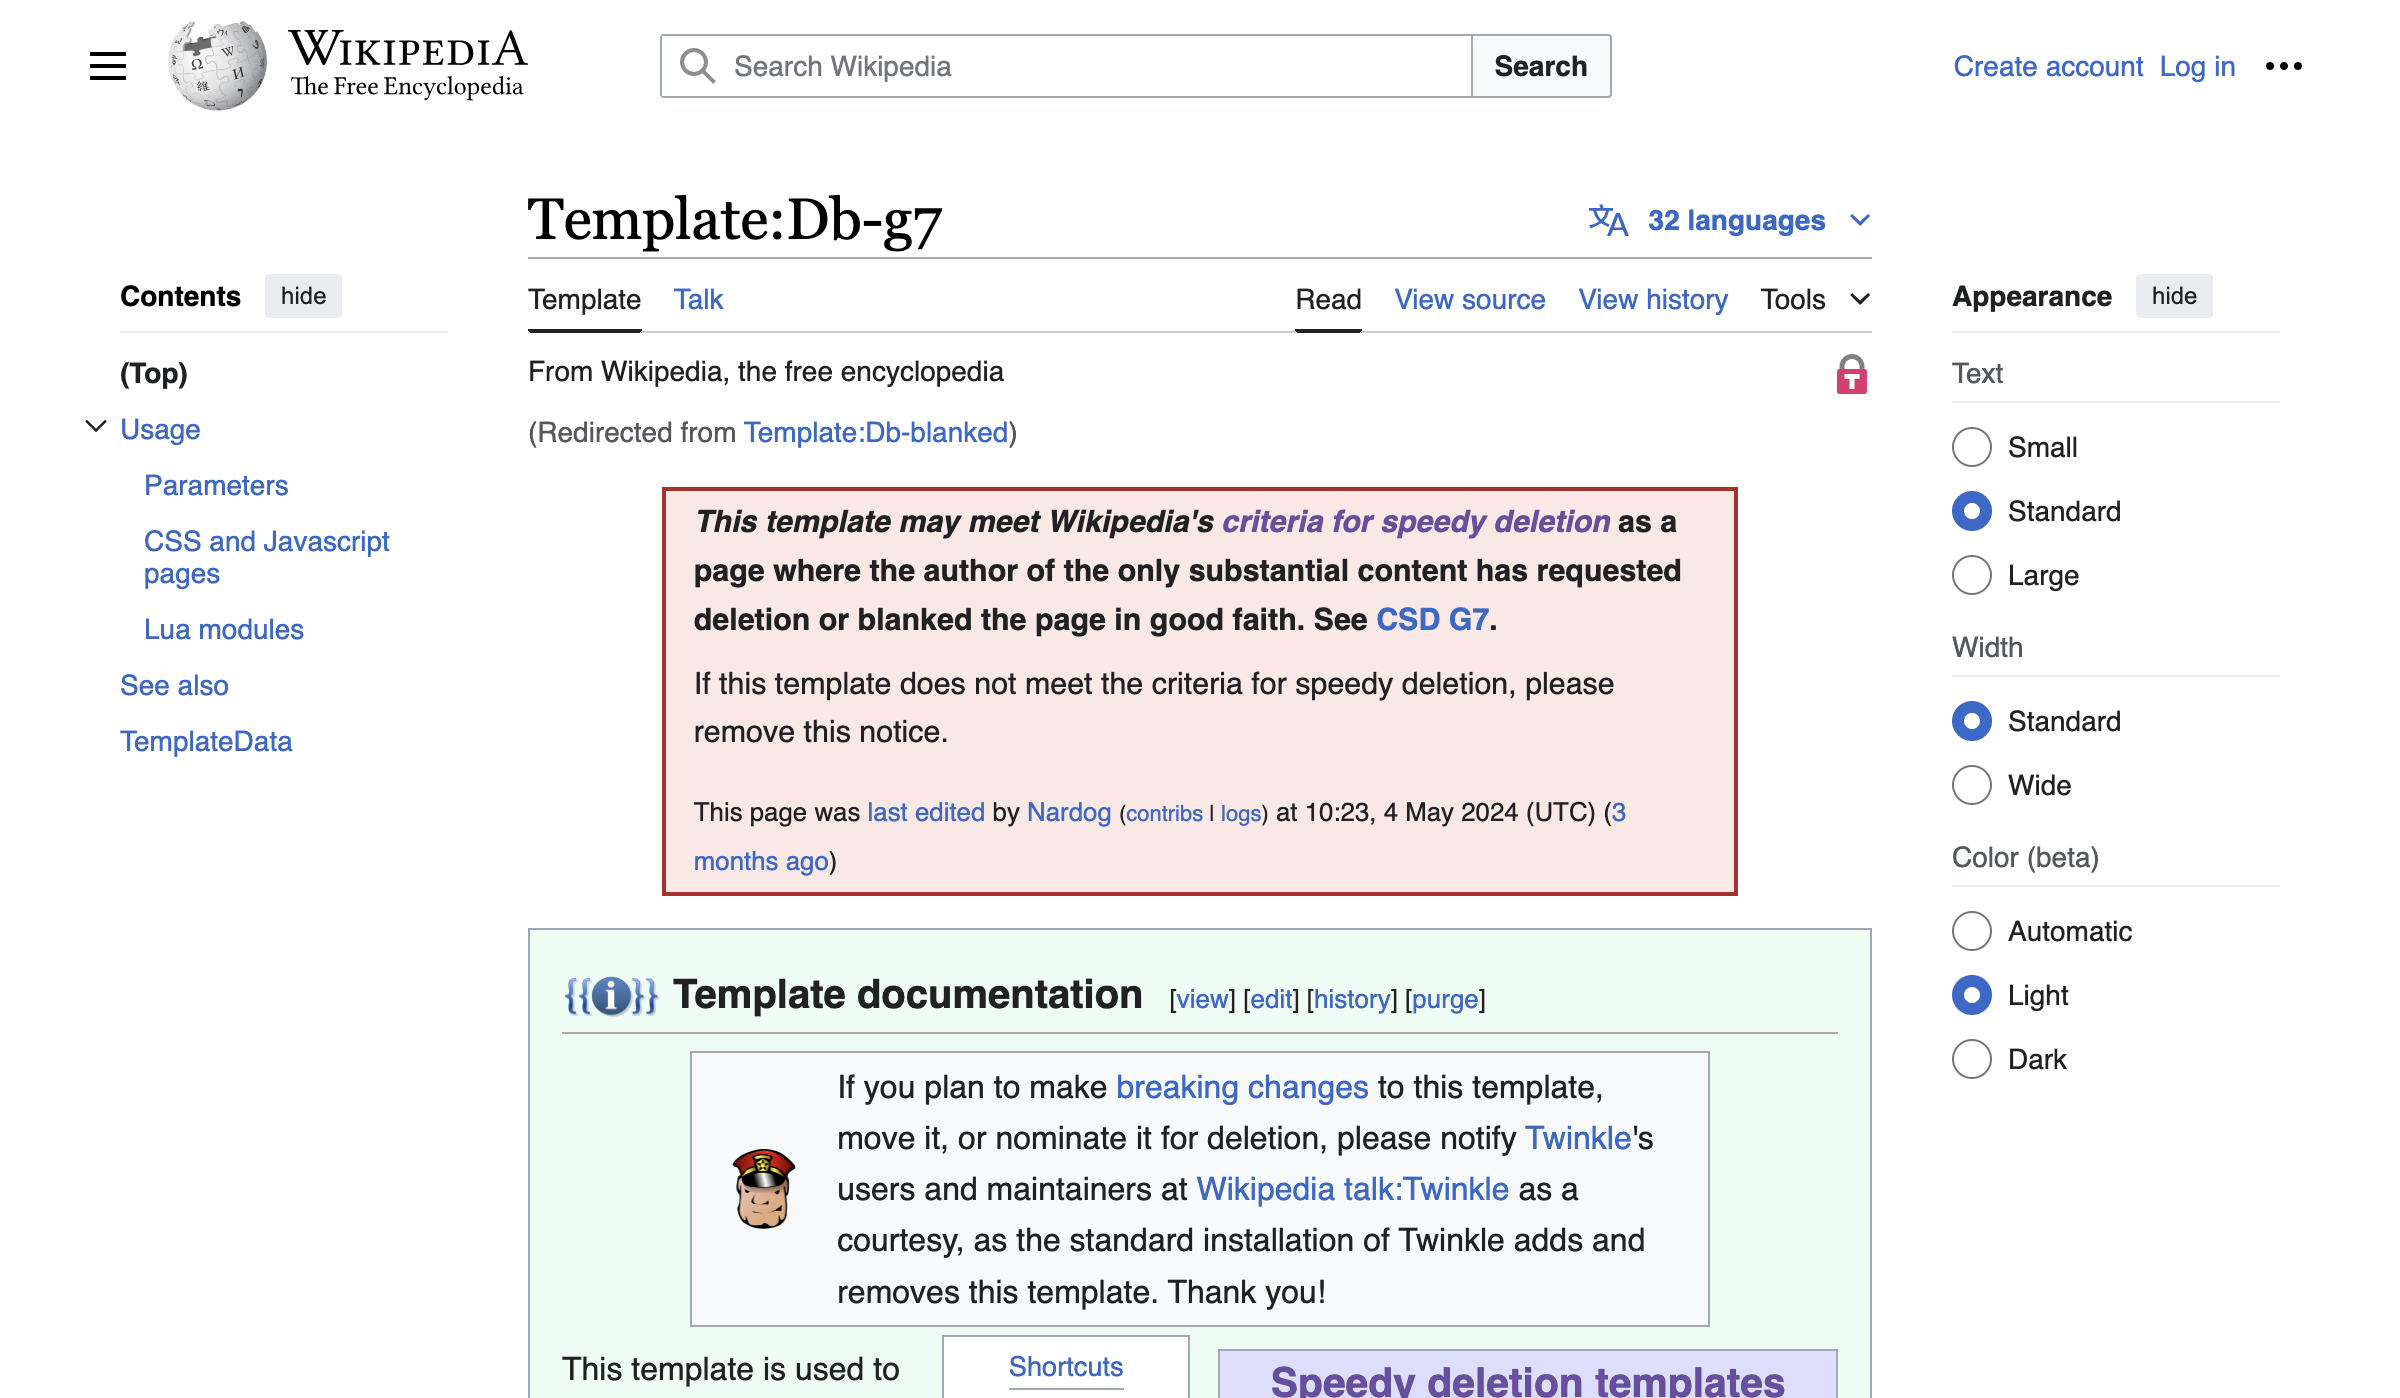 WIKIPEDIA
The Free Encyclopedia
Search Wikipedia
Search
Create account Log in
Template:Db-g7
32 languages
Contents hide
(Top)
Usage
Parameters
CSS and Javascript
pages
Lua modules
See also
TemplateData
Template Talk
Read View source View history Tools
From Wikipedia, the free encyclopedia
(Redirected from Template:Db-blanked)
This template may meet Wikipedia's criteria for speedy deletion as a
page where the author of the only substantial content has requested
deletion or blanked the page in good faith. See CSD G7.
If this template does not meet the criteria for speedy deletion, please
remove this notice.
This page was last edited by Nardog (contribs | logs) at 10:23, 4 May 2024 (UTC) (3
months ago)
Template documentation [view] [edit] [history] [purge]
If you plan to make breaking changes to this template,
move it, or nominate it for deletion, please notify Twinkle's
users and maintainers at Wikipedia talk:Twinkle as a
courtesy, as the standard installation of Twinkle adds and
removes this template. Thank you!
This template is used to
Shortcuts
Speedy deletion templates
Appearance hide
Text
Small
Standard
Large
Width
Standard
Wide
Color (beta)
Automatic
Light
Dark